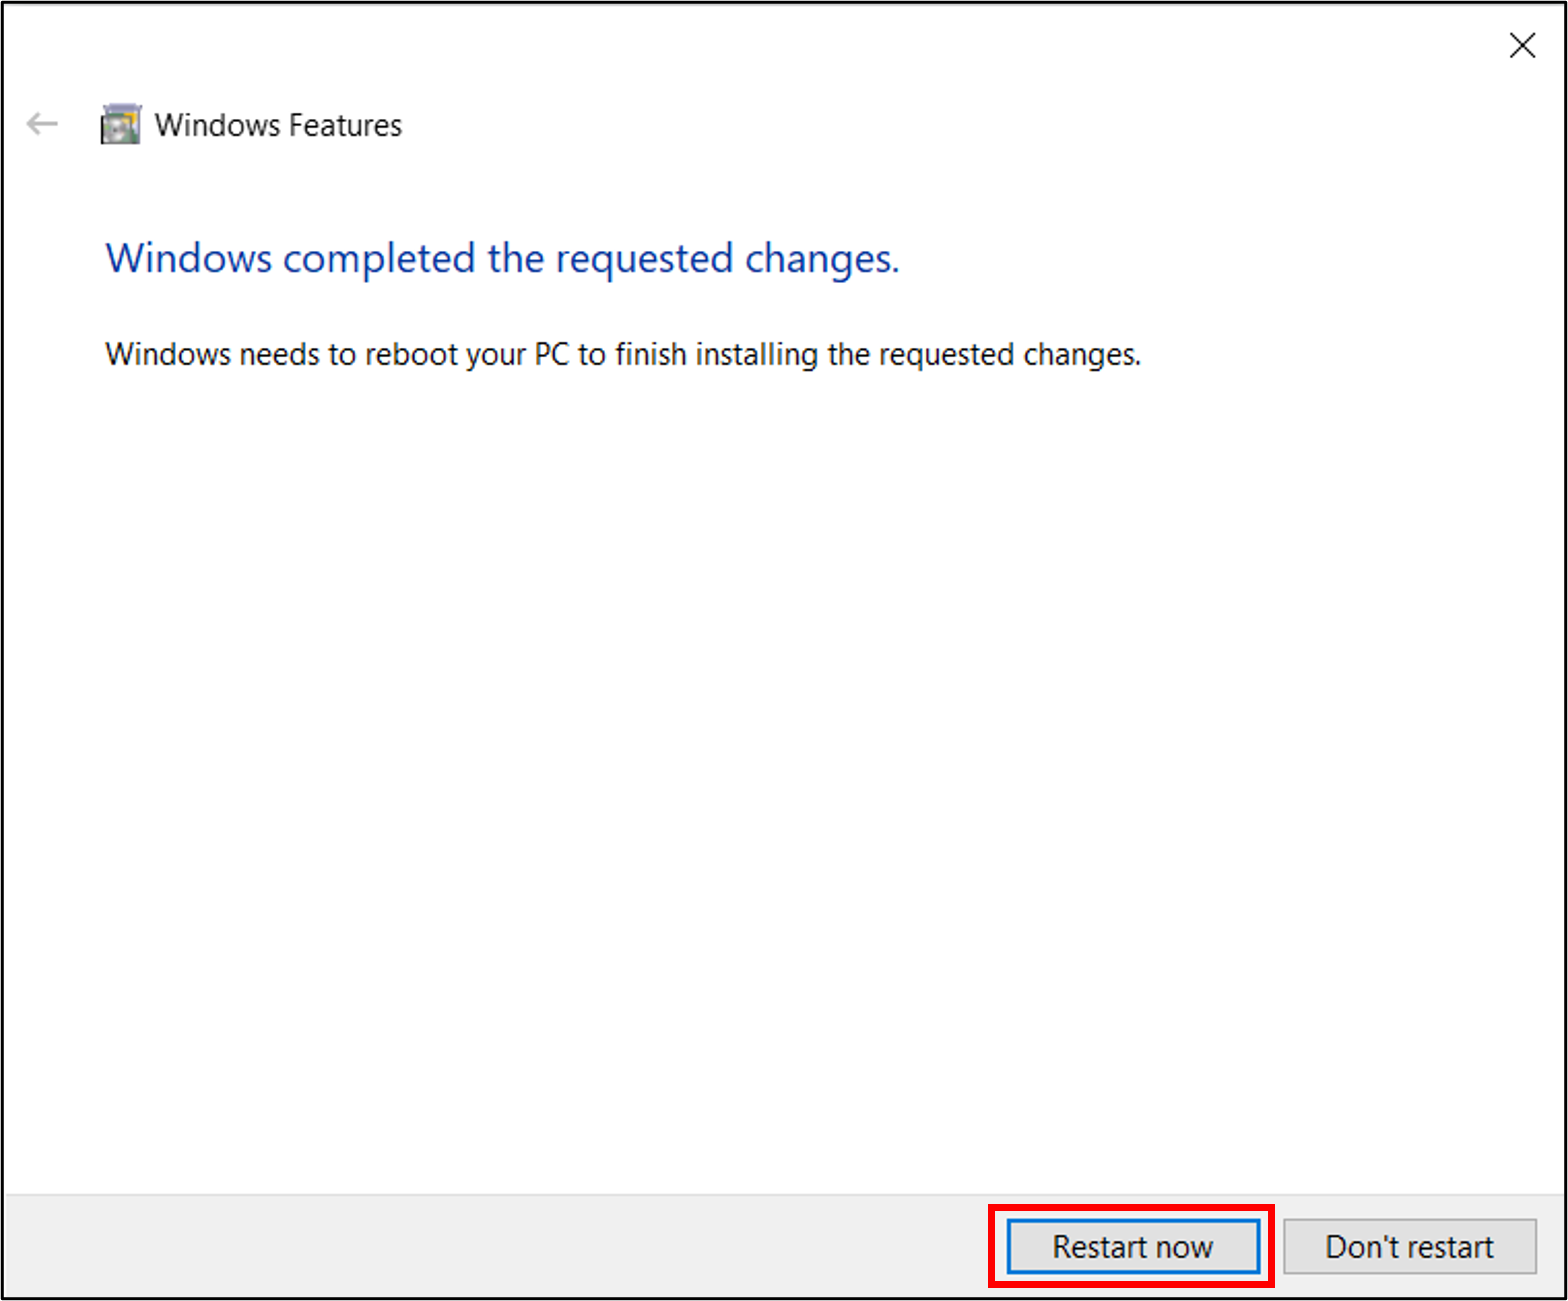 Windows Features
Windows completed the requested changes.
Windows needs to reboot your PC to finish installing the requested changes.
Restart now
Don't restart